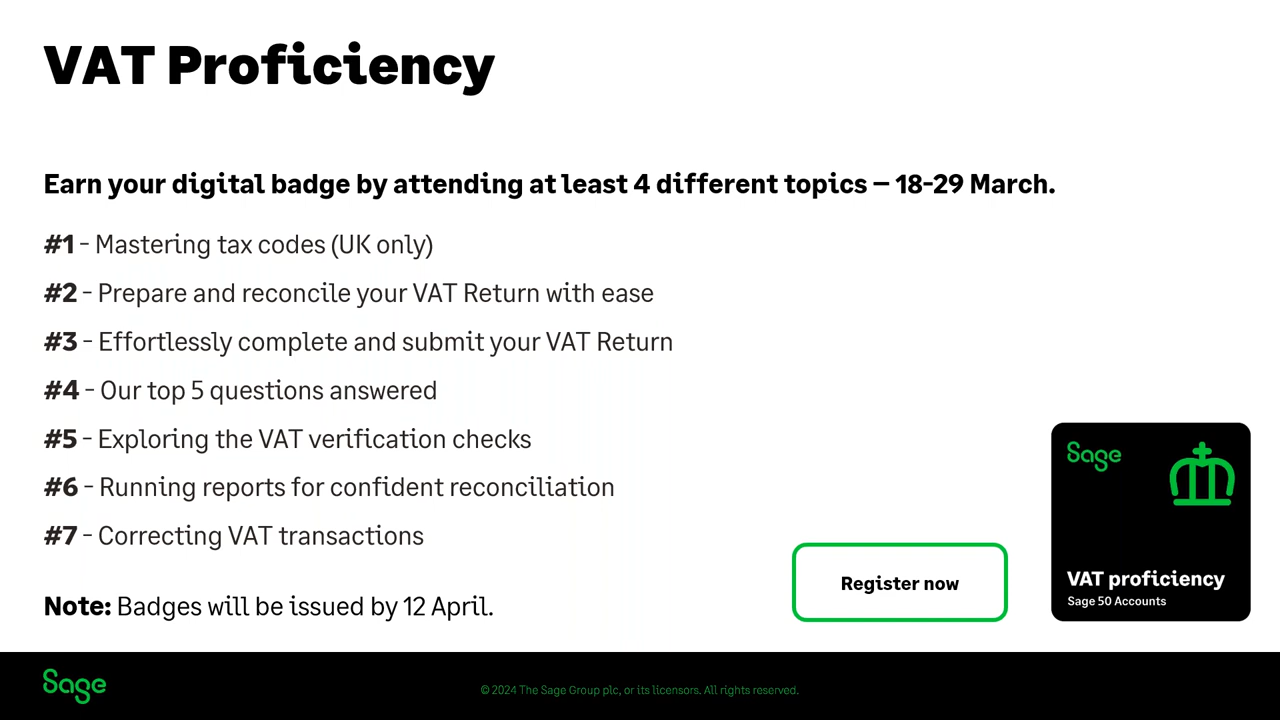 VAT Proficiency
Earn your digital badge by attending at least 4 different topics – 18-29 March.
#1 - Mastering tax codes (UK only)
#2 - Prepare and reconcile your VAT Return with ease
#3 - Effortlessly complete and submit your VAT Return
#4 - Our top 5 questions answered
#5 - Exploring the VAT verification checks
#6 - Running reports for confident reconciliation
#7 - Correcting VAT transactions
Note: Badges will be issued by 12 April.
Register now
Sage
VAT proficiency
Sage 50 Accounts
Sage
© 2024 The Sage Group plc, or its licensors. All rights reserved.